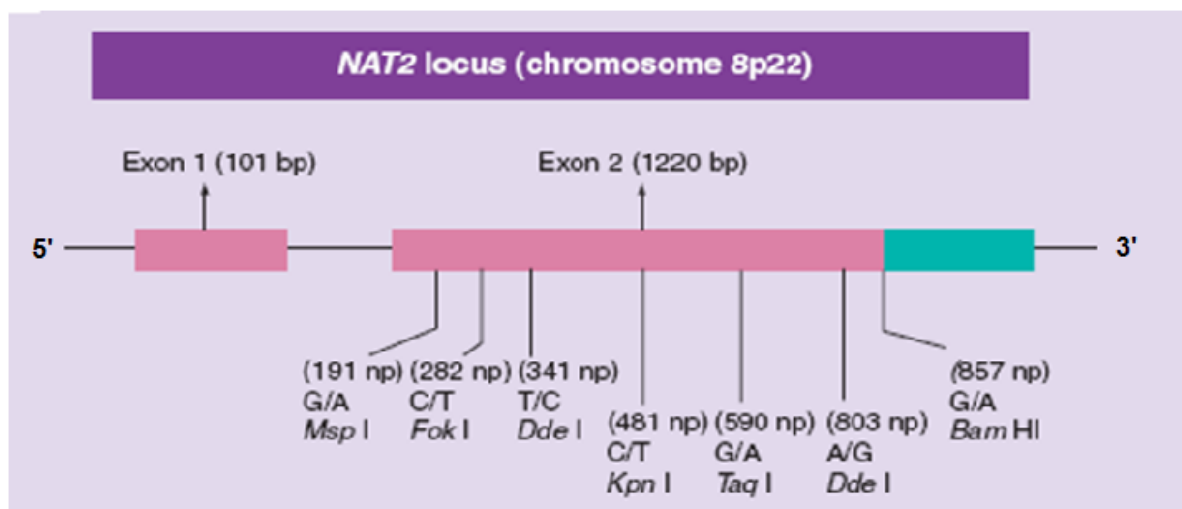 NAT2 locus (chromosome 8p22)
Exon 1 (101 bp)
Exon 2 (1220 bp)
5'
3'
(191 np) (282 np) (341 np)
G/A C/T T/C
Msp I Fok I Dde I
(481 np) (590 np) (803 np)
C/T G/A A/G
Kpn I Taq I Dde I
(857 np)
G/A
Bam HI